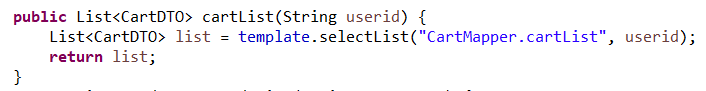 public List<CartDTO> cartList(String userid) {
    List<CartDTO> list = template.selectList("CartMapper.cartList", userid);
    return list;
}